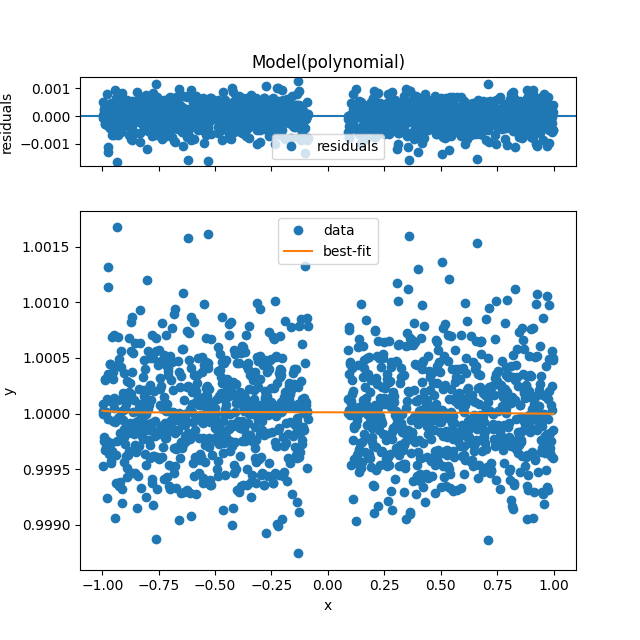 Model(polynomial)
residuals
0.001
0.000
−0.001
residuals
y
1.0015
1.0010
1.0005
1.0000
0.9995
0.9990
data
best-fit
−1.00 −0.75 −0.50 −0.25 0.00 0.25 0.50 0.75 1.00
x